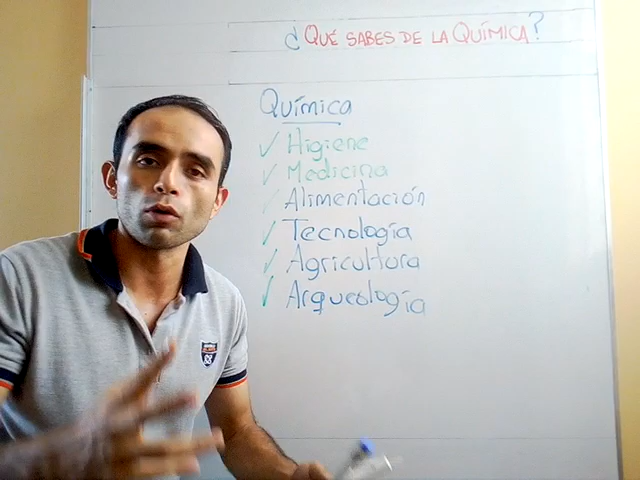 ¿QUÉ SABES DE LA QUÍMICA?
Química
✓ Higiene
✓ Medicina
✓ Alimentación
✓ Tecnología
✓ Agricultura
✓ Arqueología